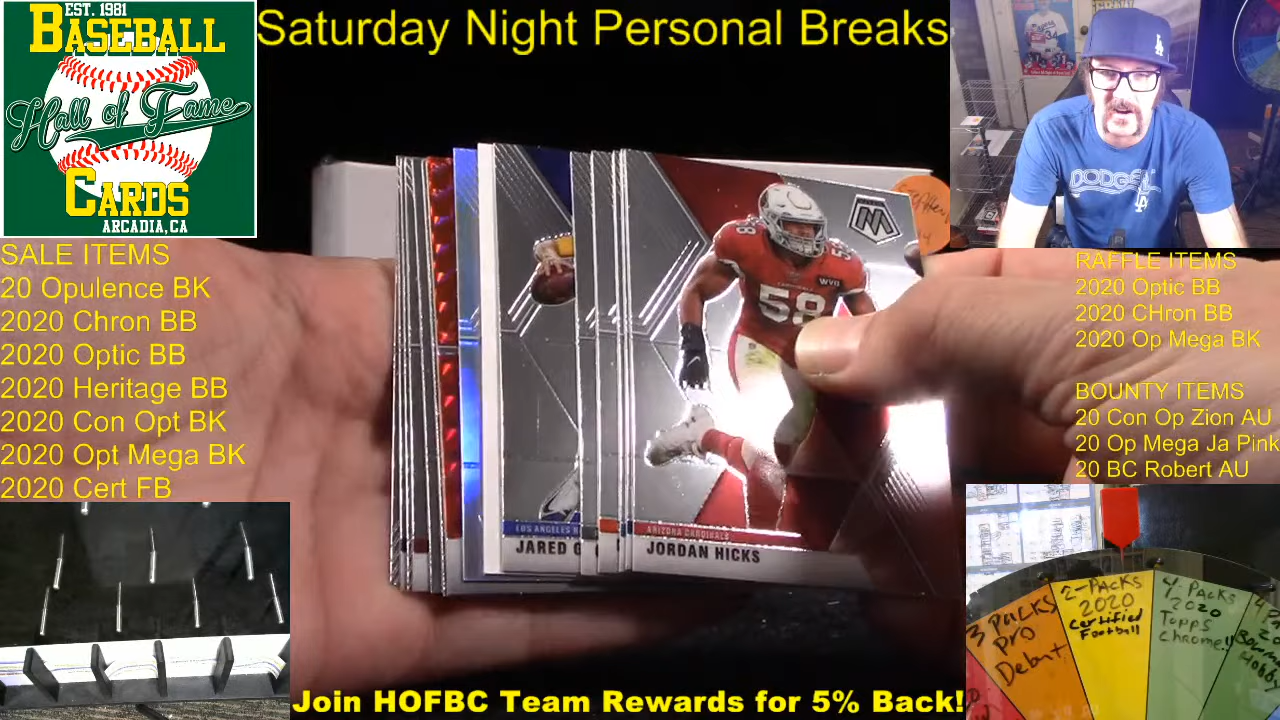 EST. 1981
BASEBALL
Hall of Fame
CARDS
ARCADIA, CA
Saturday Night Personal Breaks
SALE ITEMS
20 Opulence BK
2020 Chron BB
2020 Optic BB
2020 Heritage BB
2020 Con Opt BK
2020 Opt Mega BK
2020 Cert FB
RAFFLE ITEMS
2020 Optic BB
2020 CHron BB
2020 Op Mega BK
BOUNTY ITEMS
20 Con Op Zion AU
20 Op Mega Ja Pink
20 BC Robert AU
DODGE
LA
34
M
58
58
CARDINALS
WYO
LOS ANGELES
JARED G
ARIZONA CARDINALS
JORDAN HICKS
3 PACKS
PRO
Debut
2-PACKS
2020
Certified
Football
4 PACKS
2020
TOPPS
CHROME!!
Join HOFBC Team Rewards for 5% Back!